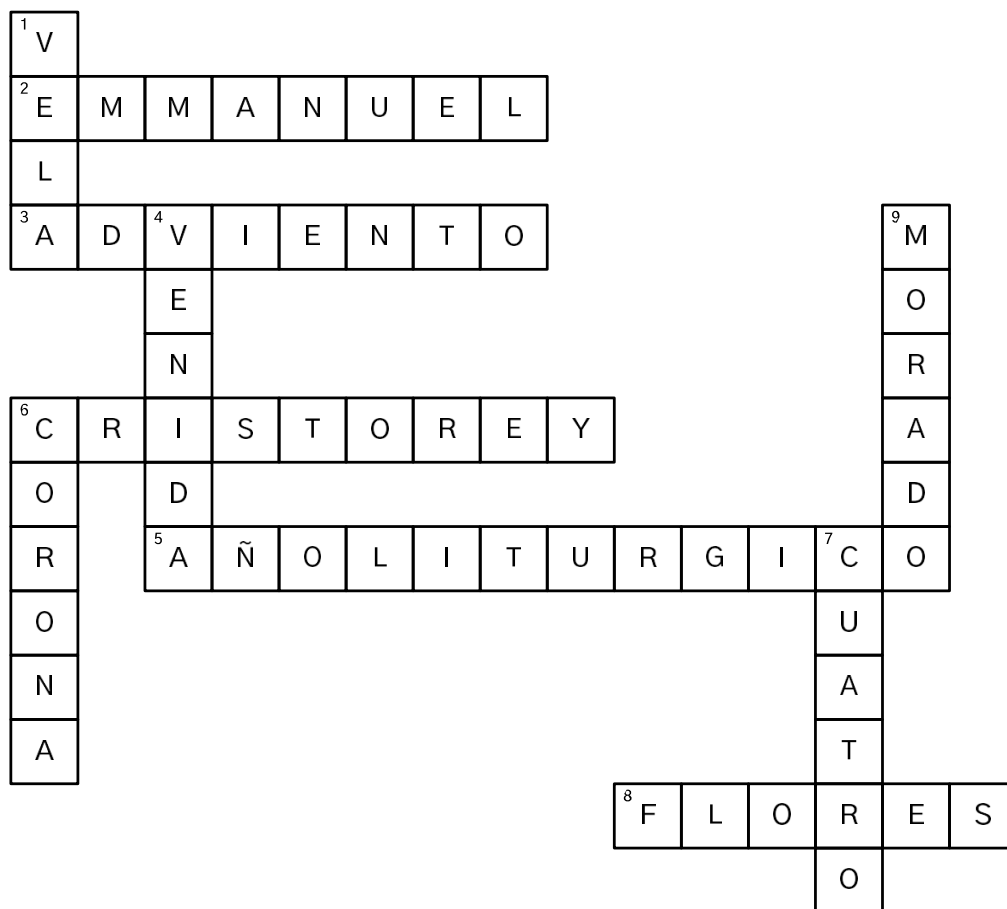 1 V
2 E M M A N U E L
L
3 A D 4 V I E N T O 9 M
E O
N R
6 C R I S T O R E Y A
O D D
R 5 A Ñ O L I T U R G I 7 C O
O U
N A
A T
8 F L O R E S
O